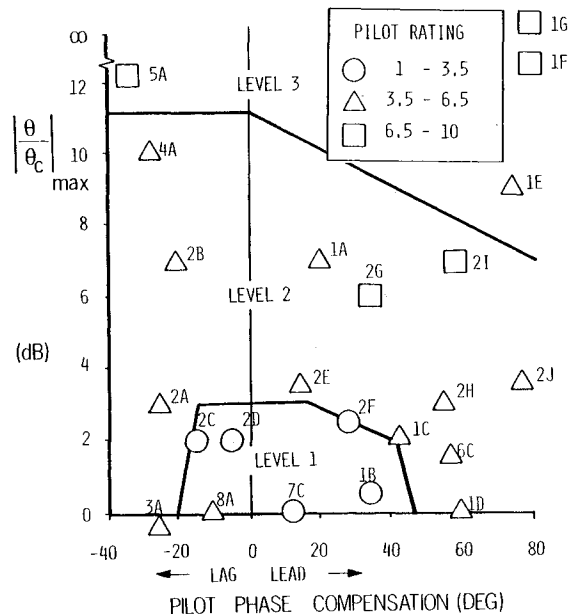 ∞
12
10
8
6
4
2
0
|θ/θC| max
(dB)
PILOT RATING
1 - 3.5
3.5 - 6.5
6.5 - 10
LEVEL 3
LEVEL 2
LEVEL 1
1G
1F
5A
4A
1E
2B
1A
2G
2I
2A
2E
2F
2H
2J
2C
2D
1C
6C
3A
8A
7C
1B
1D
-40 -20 0 20 40 60 80
← LAG LEAD →
PILOT PHASE COMPENSATION (DEG)